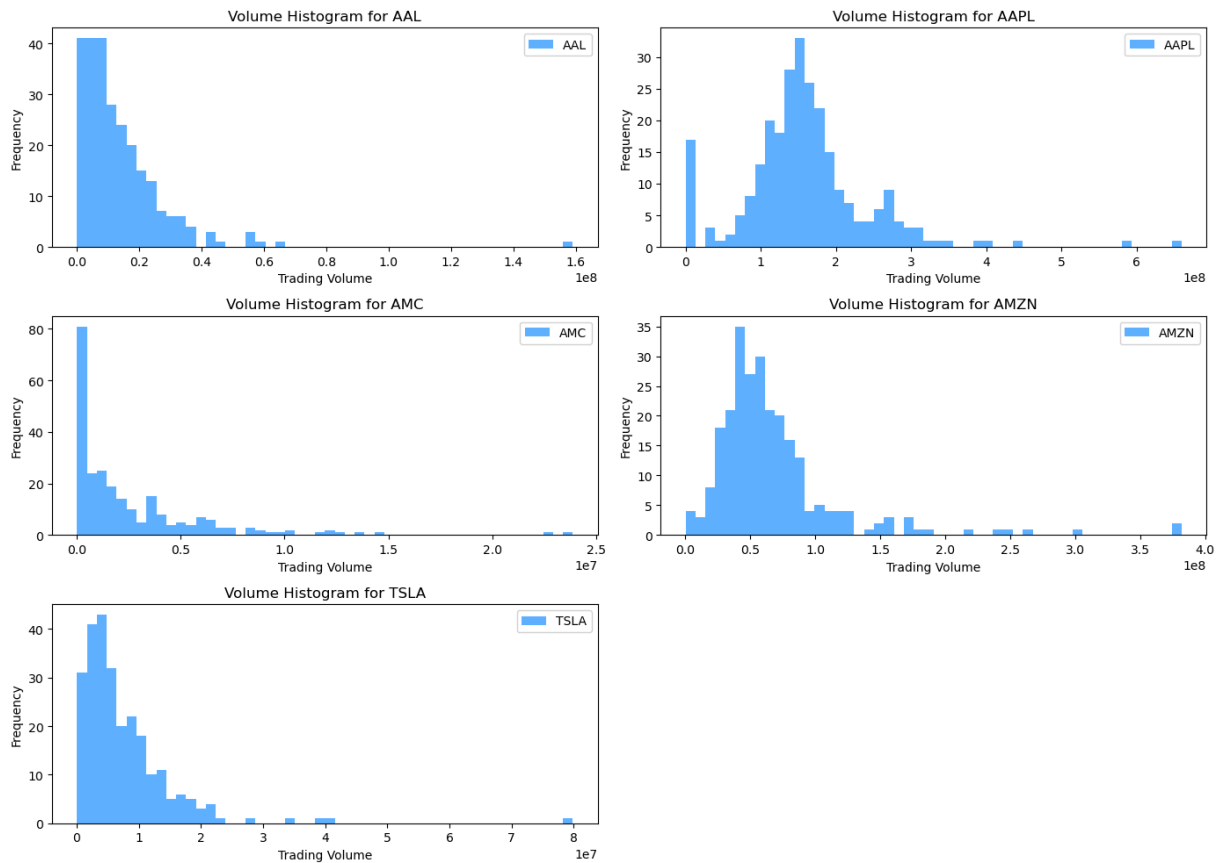 Volume Histogram for AAL
AAL
Frequency
40
30
20
10
0
0.0 0.2 0.4 0.6 0.8 1.0 1.2 1.4 1.6
1e8
Trading Volume
Volume Histogram for AAPL
AAPL
Frequency
30
25
20
15
10
5
0
0 1 2 3 4 5 6
1e8
Trading Volume
Volume Histogram for AMC
AMC
Frequency
80
60
40
20
0
0.0 0.5 1.0 1.5 2.0 2.5
1e7
Trading Volume
Volume Histogram for AMZN
AMZN
Frequency
35
30
25
20
15
10
5
0
0.0 0.5 1.0 1.5 2.0 2.5 3.0 3.5 4.0
1e8
Trading Volume
Volume Histogram for TSLA
TSLA
Frequency
40
30
20
10
0
0 1 2 3 4 5 6 7 8
1e7
Trading Volume